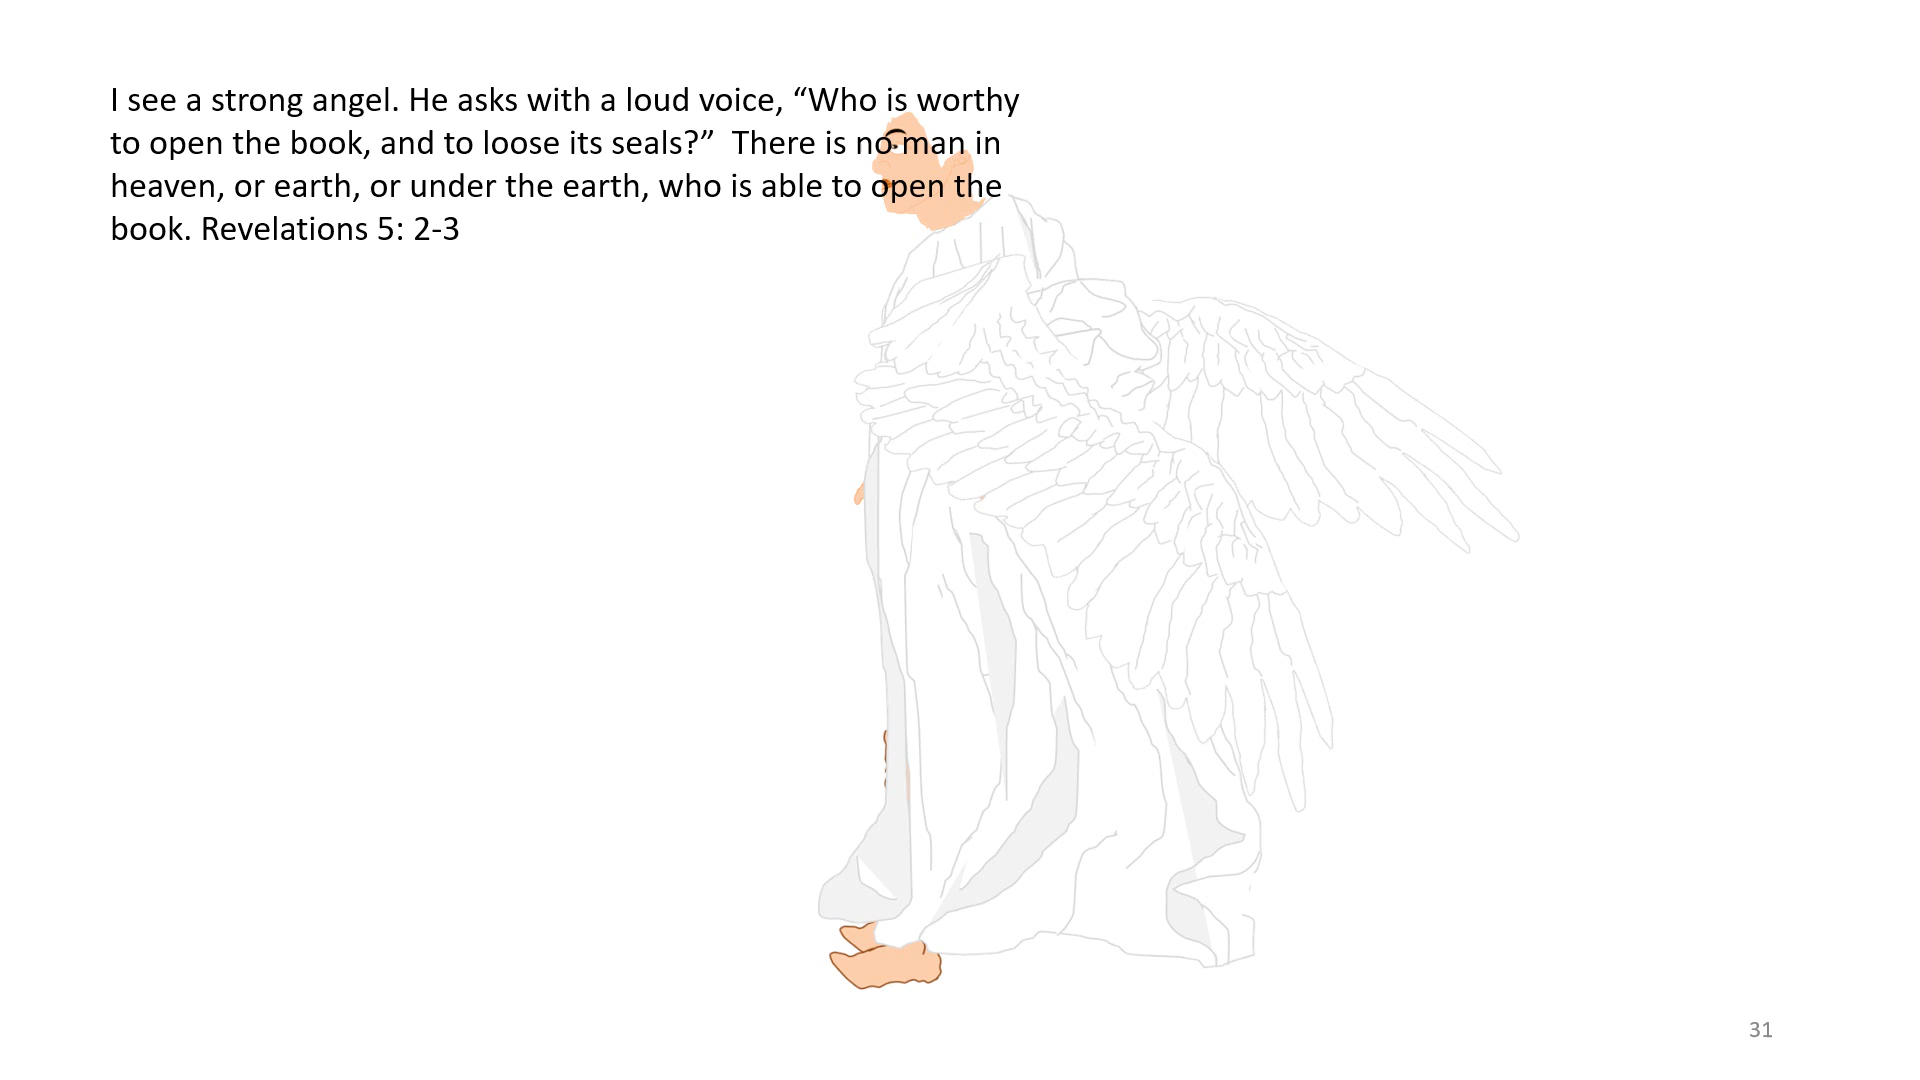 I see a strong angel. He asks with a loud voice, “Who is worthy
to open the book, and to loose its seals?”  There is no man in
heaven, or earth, or under the earth, who is able to open the
book. Revelations 5: 2-3
31